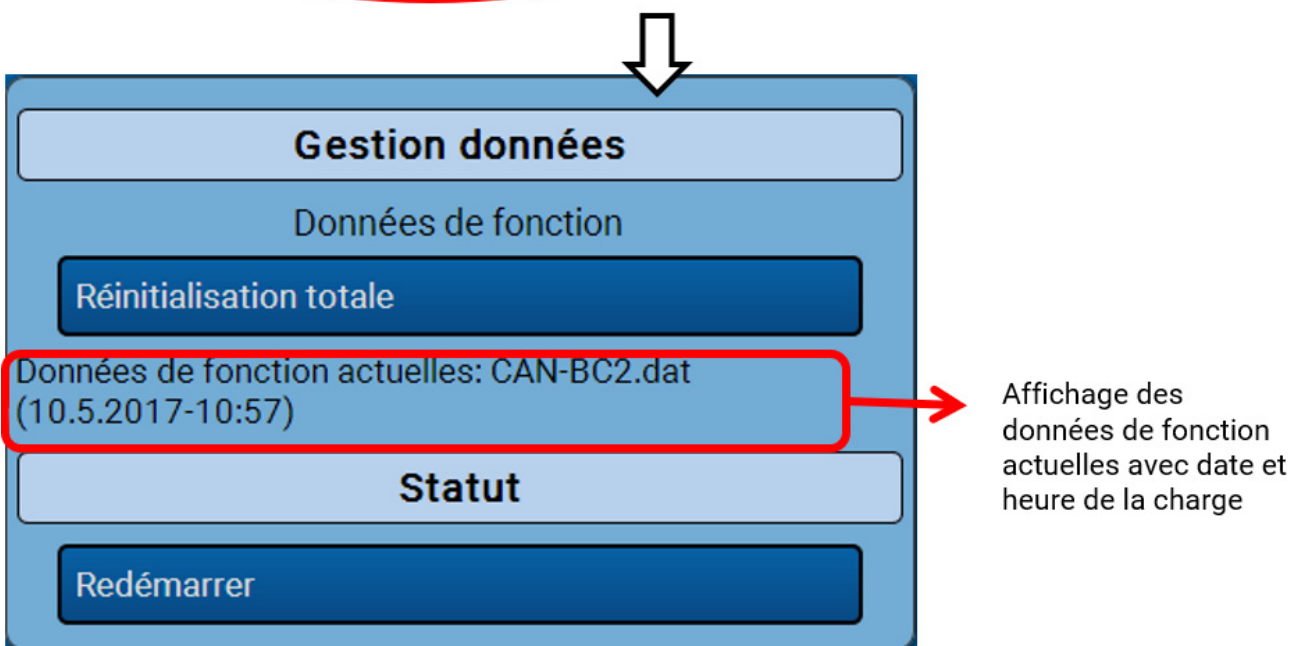 Gestion données
Données de fonction
Réinitialisation totale
Données de fonction actuelles: CAN-BC2.dat
(10.5.2017-10:57)
Affichage des
données de fonction
actuelles avec date et
heure de la charge
Statut
Redémarrer